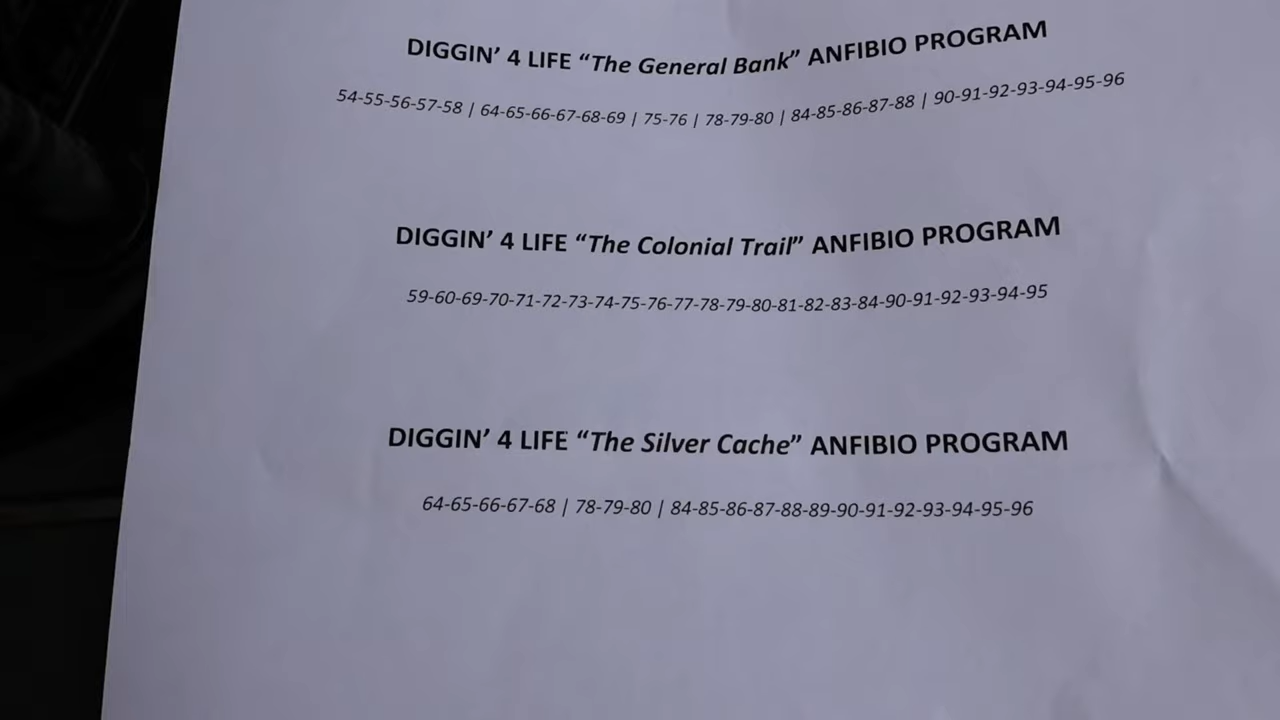 DIGGIN’ 4 LIFE “The General Bank” ANFIBIO PROGRAM
54-55-56-57-58 | 64-65-66-67-68-69 | 75-76 | 78-79-80 | 84-85-86-87-88 | 90-91-92-93-94-95-96
DIGGIN’ 4 LIFE “The Colonial Trail” ANFIBIO PROGRAM
59-60-69-70-71-72-73-74-75-76-77-78-79-80-81-82-83-84-90-91-92-93-94-95
DIGGIN’ 4 LIFE “The Silver Cache” ANFIBIO PROGRAM
64-65-66-67-68 | 78-79-80 | 84-85-86-87-88-89-90-91-92-93-94-95-96